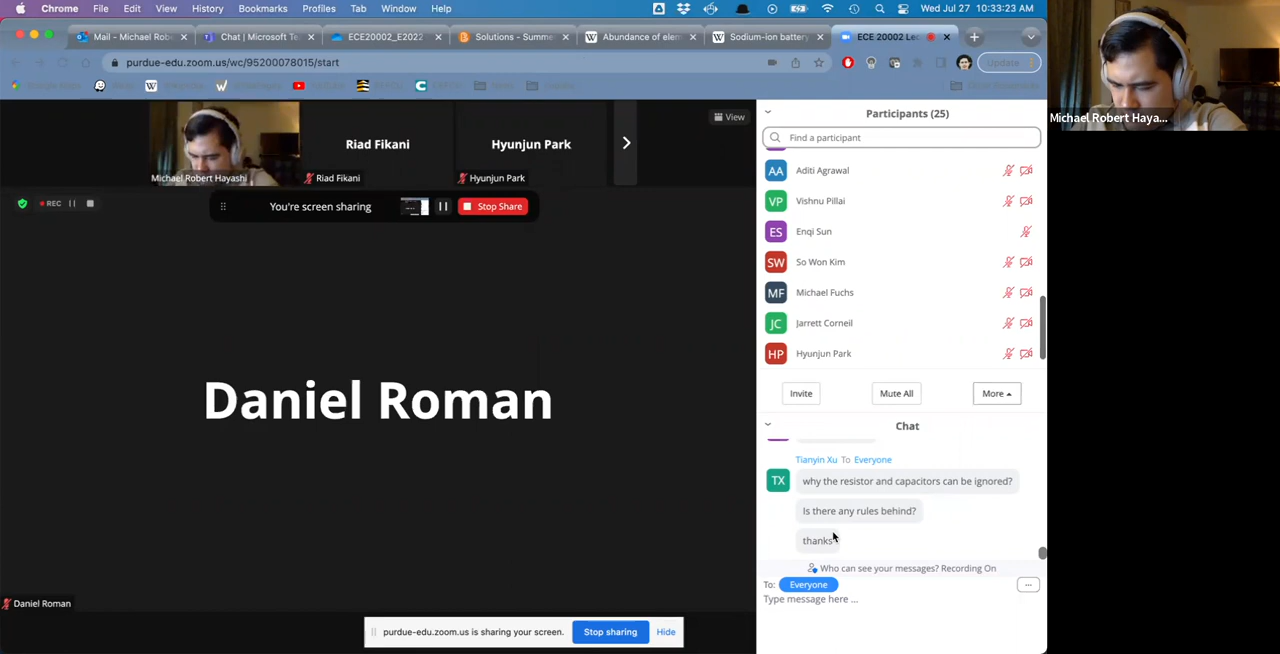 Chrome File Edit View History Bookmarks Profiles Tab Window Help Wed Jul 27 10:33:23 AM
Mail - Michael Rob × Chat | Microsoft Te × ECE20002_E2022 × Solutions - Summe × Abundance of elem × Sodium-ion battery × ECE 20002 Lec ×
purdue-edu.zoom.us/wc/95200078015/start Update
Participants (25)
View
Find a participant
Riad Fikani
Hyunjun Park
Michael Robert Hayashi Riad Fikani Hyunjun Park
Michael Robert Haya...
REC
You're screen sharing Stop Share
AA Aditi Agrawal
VP Vishnu Pillai
ES Enqi Sun
SW So Won Kim
MF Michael Fuchs
JC Jarrett Corneil
HP Hyunjun Park
Daniel Roman
Invite Mute All More
Chat
Tianyin Xu To Everyone
TX why the resistor and capacitors can be ignored?
Is there any rules behind?
thanks
Who can see your messages? Recording On
To: Everyone
Type message here ...
Daniel Roman
purdue-edu.zoom.us is sharing your screen. Stop sharing Hide